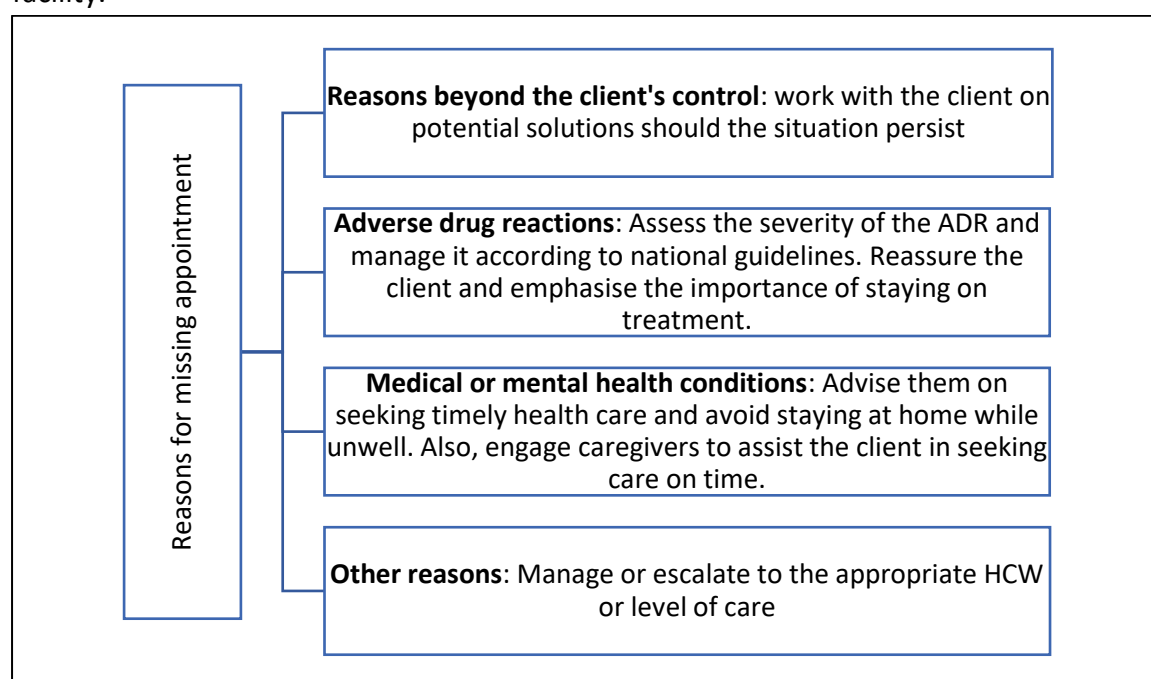 facility.
Reasons for missing appointment
Reasons beyond the client's control: work with the client on
potential solutions should the situation persist
Adverse drug reactions: Assess the severity of the ADR and
manage it according to national guidelines. Reassure the
client and emphasise the importance of staying on
treatment.
Medical or mental health conditions: Advise them on
seeking timely health care and avoid staying at home while
unwell. Also, engage caregivers to assist the client in seeking
care on time.
Other reasons: Manage or escalate to the appropriate HCW
or level of care